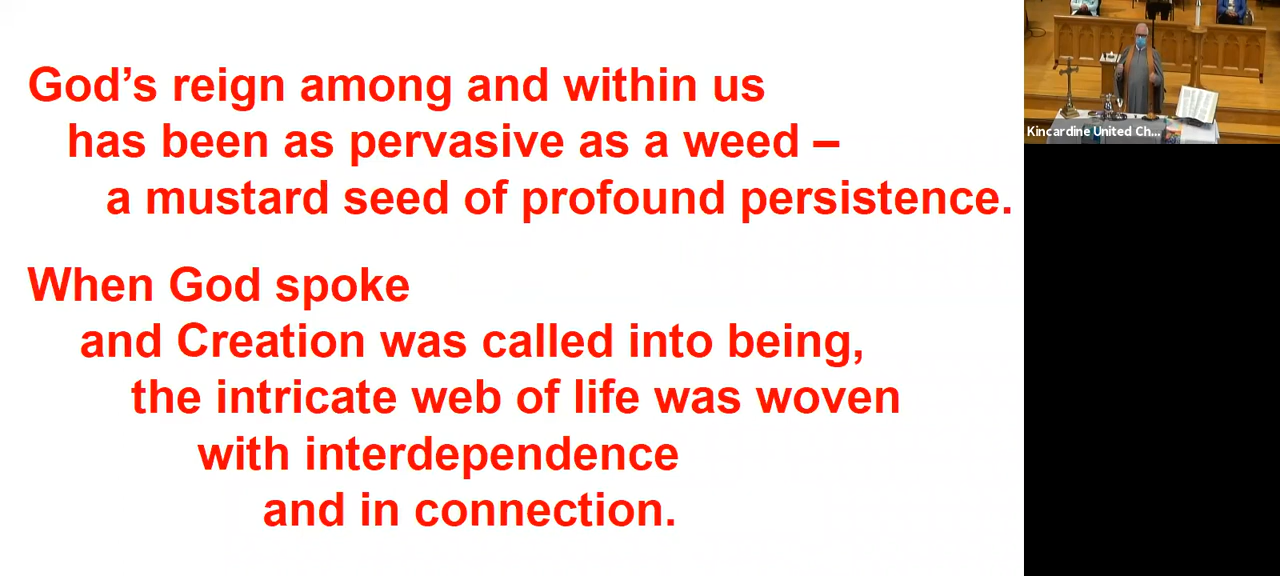 God’s reign among and within us
has been as pervasive as a weed –
a mustard seed of profound persistence.
When God spoke
and Creation was called into being,
the intricate web of life was woven
with interdependence
and in connection.
Kincardine United Ch...